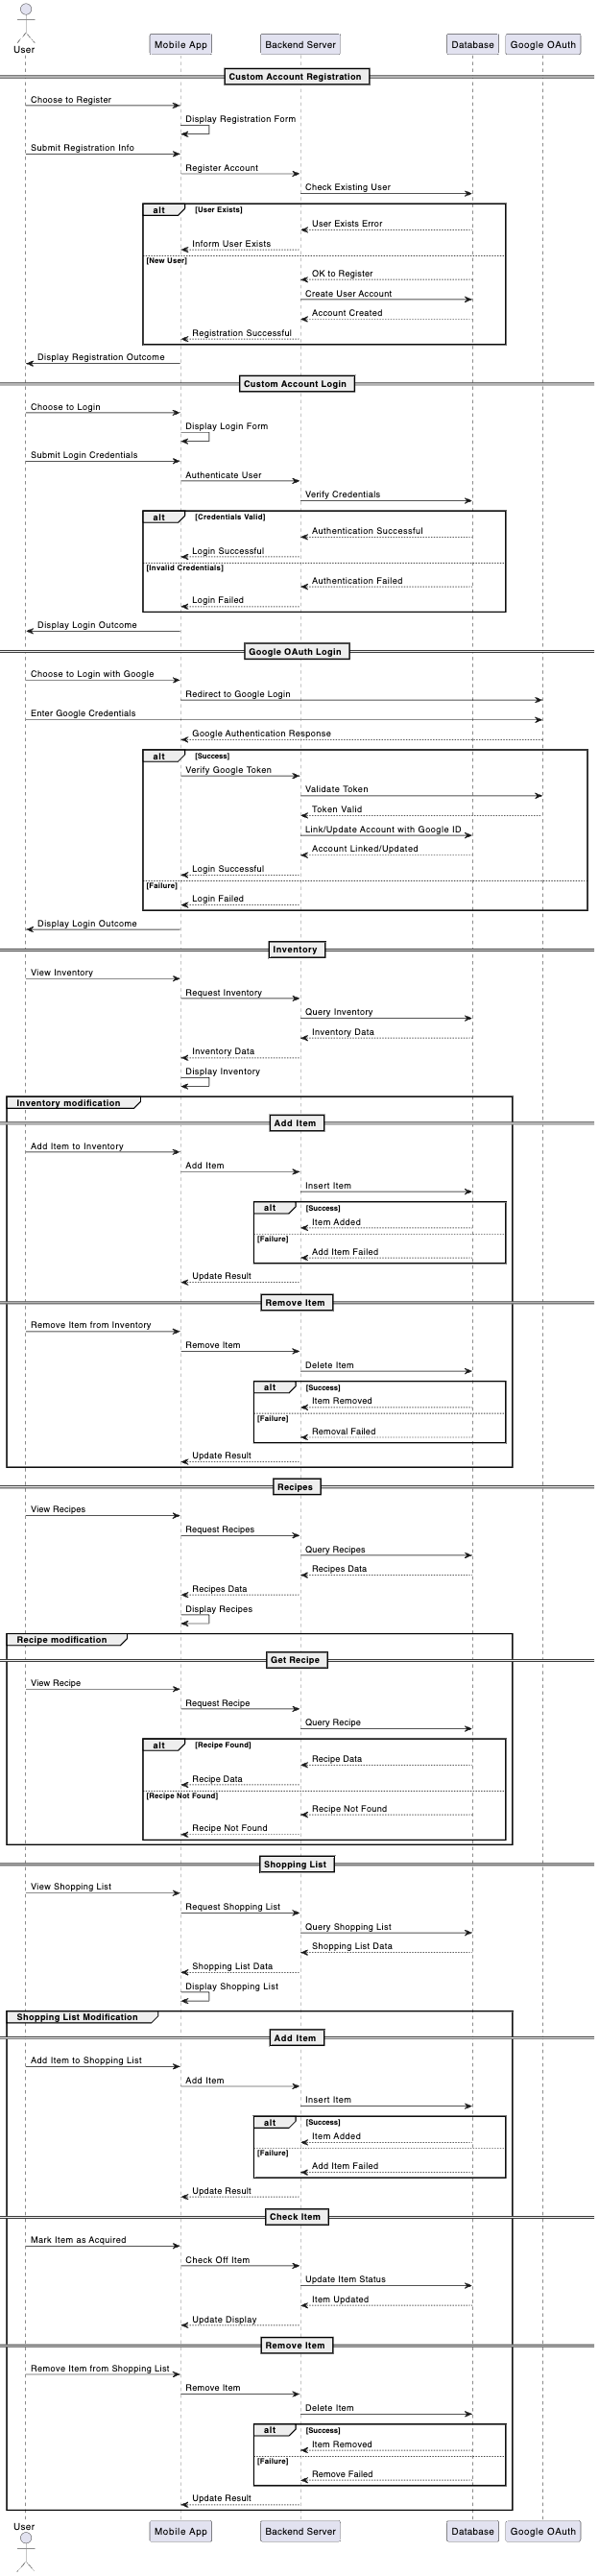 User
Mobile App
Backend Server
Database
Google OAuth
Custom Account Registration
Choose to Register
Display Registration Form
Submit Registration Info
Register Account
Check Existing User
alt
[User Exists]
User Exists Error
Inform User Exists
[New User]
OK to Register
Create User Account
Account Created
Registration Successful
Display Registration Outcome
Custom Account Login
Choose to Login
Display Login Form
Submit Login Credentials
Authenticate User
Verify Credentials
alt
[Credentials Valid]
Authentication Successful
Login Successful
[Invalid Credentials]
Authentication Failed
Login Failed
Display Login Outcome
Google OAuth Login
Choose to Login with Google
Redirect to Google Login
Enter Google Credentials
Google Authentication Response
alt
[Success]
Verify Google Token
Validate Token
Token Valid
Link/Update Account with Google ID
Account Linked/Updated
Login Successful
[Failure]
Login Failed
Display Login Outcome
Inventory
View Inventory
Request Inventory
Query Inventory
Inventory Data
Inventory Data
Display Inventory
Inventory modification
Add Item
Add Item to Inventory
Add Item
Insert Item
alt
[Success]
Item Added
[Failure]
Add Item Failed
Update Result
Remove Item
Remove Item from Inventory
Remove Item
Delete Item
alt
[Success]
Item Removed
[Failure]
Removal Failed
Update Result
Recipes
View Recipes
Request Recipes
Query Recipes
Recipes Data
Recipes Data
Display Recipes
Recipe modification
Get Recipe
View Recipe
Request Recipe
Query Recipe
alt
[Recipe Found]
Recipe Data
Recipe Data
[Recipe Not Found]
Recipe Not Found
Recipe Not Found
Shopping List
View Shopping List
Request Shopping List
Query Shopping List
Shopping List Data
Shopping List Data
Display Shopping List
Shopping List Modification
Add Item
Add Item to Shopping List
Add Item
Insert Item
alt
[Success]
Item Added
[Failure]
Add Item Failed
Update Result
Check Item
Mark Item as Acquired
Check Off Item
Update Item Status
Item Updated
Update Display
Remove Item
Remove Item from Shopping List
Remove Item
Delete Item
alt
[Success]
Item Removed
[Failure]
Remove Failed
Update Result
User
Mobile App
Backend Server
Database
Google OAuth